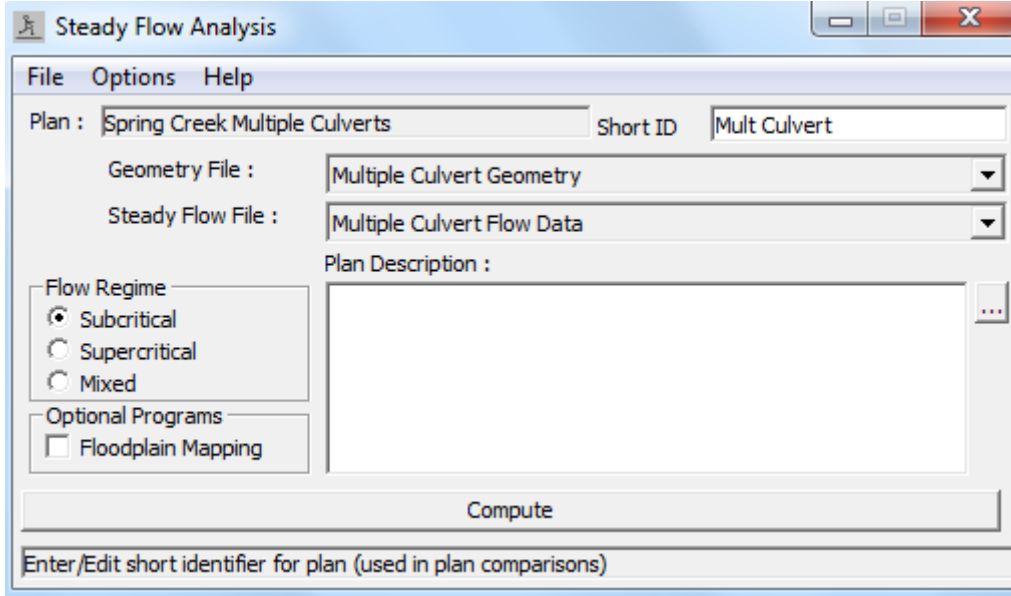 Steady Flow Analysis
File Options Help
Plan : Spring Creek Multiple Culverts Short ID Mult Culvert
Geometry File : Multiple Culvert Geometry
Steady Flow File : Multiple Culvert Flow Data
Plan Description :
Flow Regime
Subcritical
Supercritical
Mixed
Optional Programs
Floodplain Mapping
...
Compute
Enter/Edit short identifier for plan (used in plan comparisons)